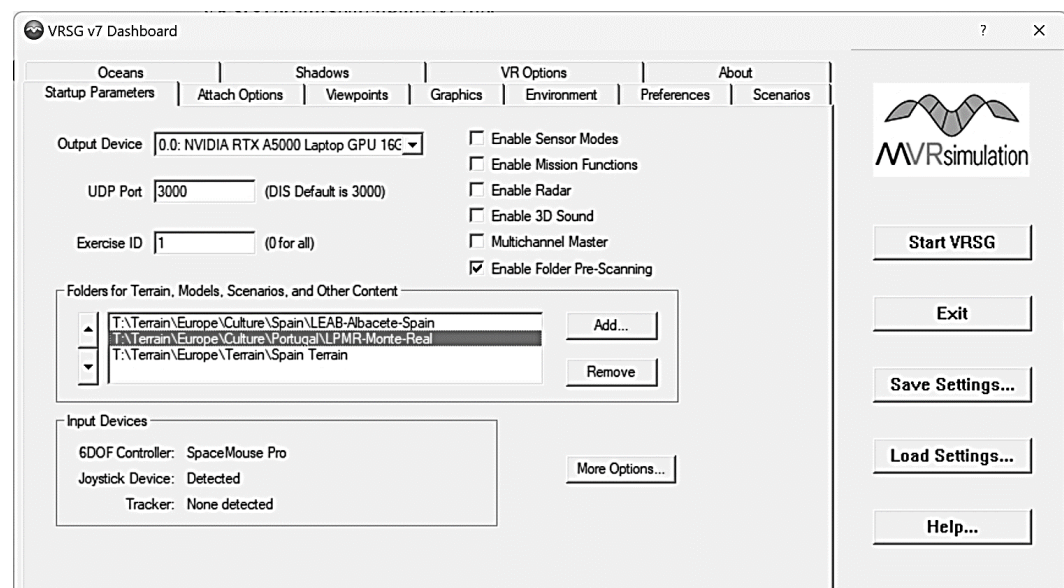 VRSG v7 Dashboard
?
Oceans Shadows VR Options About
Startup Parameters Attach Options Viewpoints Graphics Environment Preferences Scenarios
Output Device 0.0: NVIDIA RTX A5000 Laptop GPU 16G
UDP Port 3000 (DIS Default is 3000)
Exercise ID 1 (0 for all)
Enable Sensor Modes
Enable Mission Functions
Enable Radar
Enable 3D Sound
Multichannel Master
Enable Folder Pre-Scanning
Folders for Terrain, Models, Scenarios, and Other Content
T:\Terrain\Europe\Culture\Spain\LEAB-Albacete-Spain
T:\Terrain\Europe\Culture\Portugal\LPMR-Monte-Real
T:\Terrain\Europe\Terrain\Spain Terrain
Add...
Remove
Input Devices
6DOF Controller: SpaceMouse Pro
Joystick Device: Detected
Tracker: None detected
More Options...
MVRsimulation
Start VRSG
Exit
Save Settings...
Load Settings...
Help...